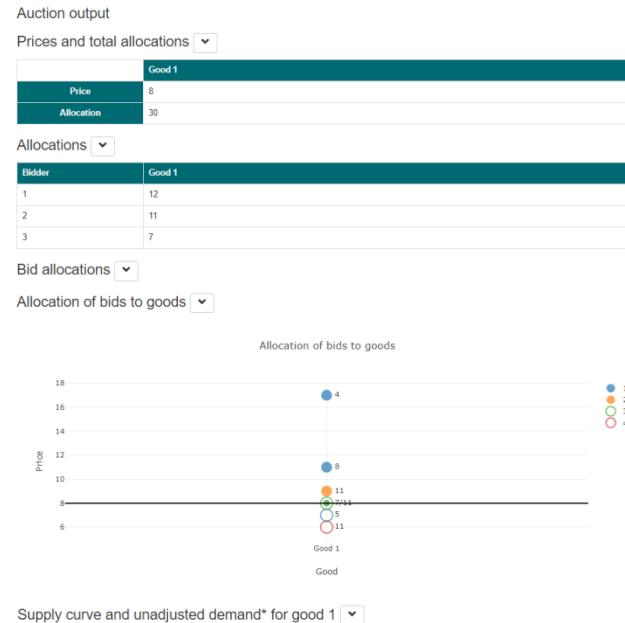 Auction output
Prices and total allocations
Good 1
Price 8
Allocation 30
Allocations
Bidder Good 1
1 12
2 11
3 7
Bid allocations
Allocation of bids to goods
Allocation of bids to goods
18
16
14
12
10
8
6
Price
4
8
11
7/11
5
11
Good 1
Good
Supply curve and unadjusted demand* for good 1